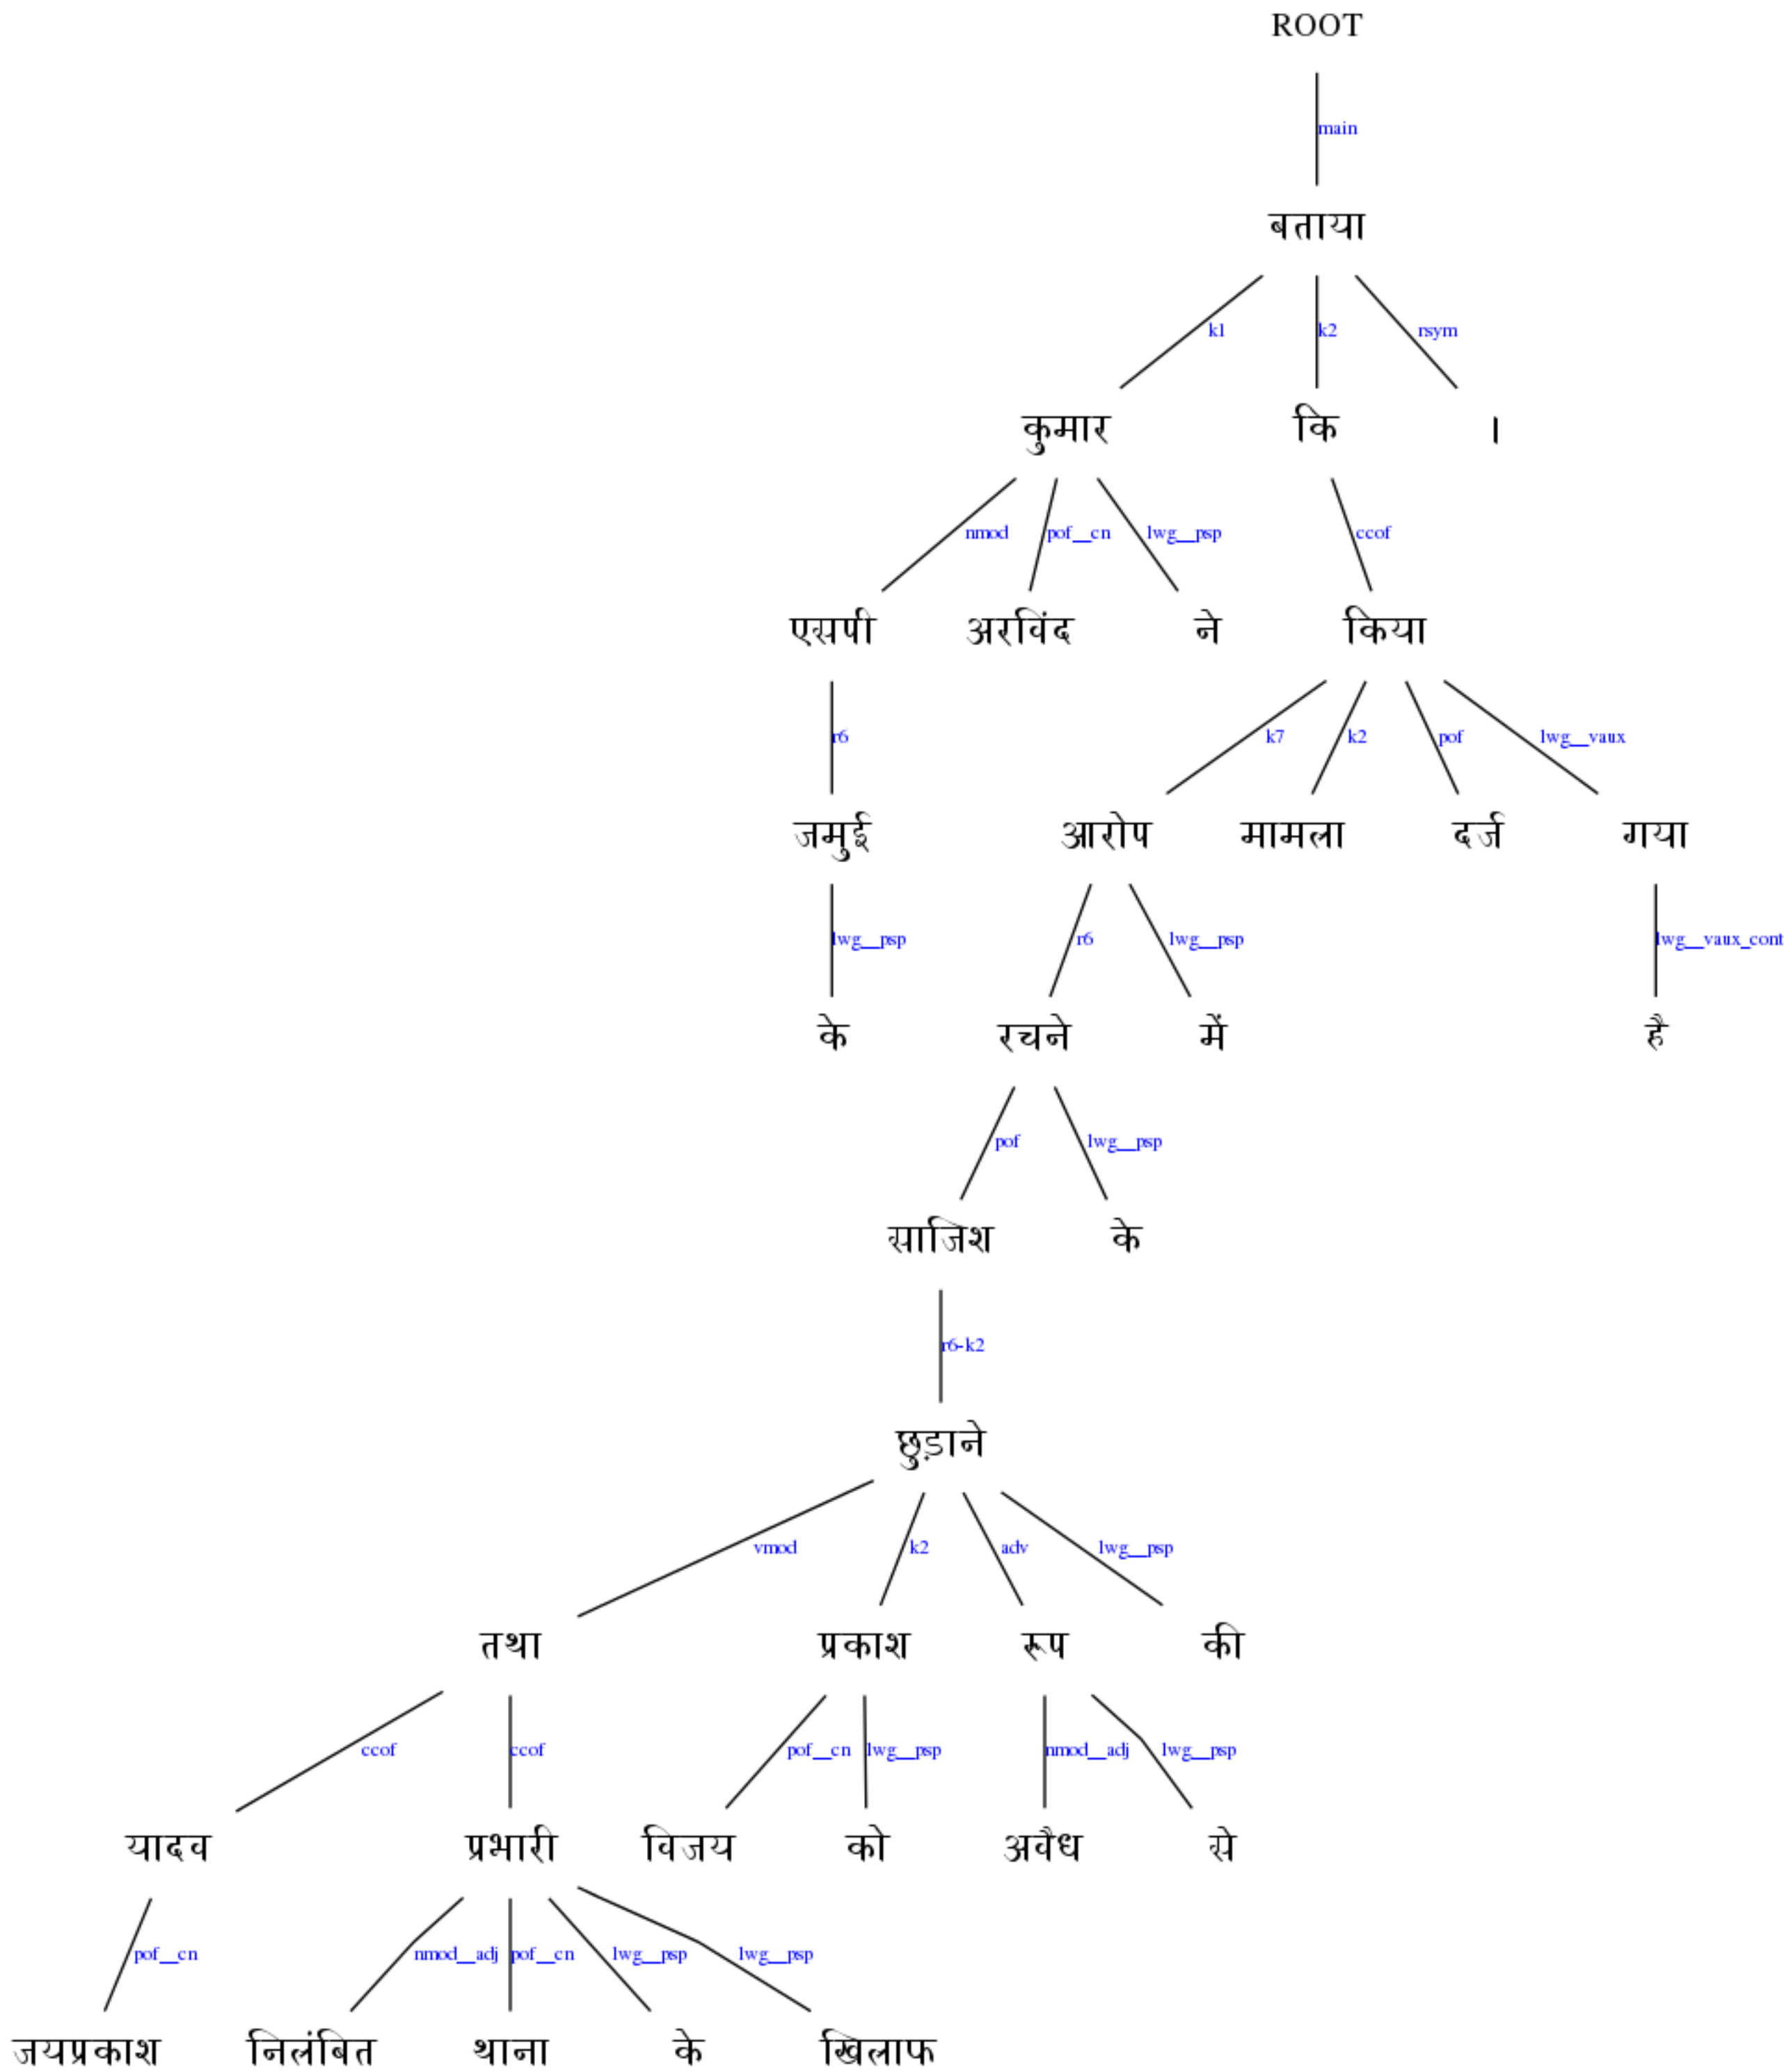 ROOT
main
बताया
k1 k2 rsym
कुमार कि ।
nmod pof__cn lwg__psp ccof
एसपी अरविंद ने किया
r6 k7 k2 pof lwg__vaux
जमुई आरोप मामला दर्ज गया
lwg__psp r6 lwg__psp lwg__vaux_cont
के रचने में है
pof lwg__psp
साजिश के
r6-k2
छुड़ाने
vmod k2 adv lwg__psp
तथा प्रकाश रूप की
ccof ccof pof__cn lwg__psp nmod__adj lwg__psp
यादव प्रभारी विजय को अवैध से
pof__cn nmod__adj pof__cn lwg__psp lwg__psp
जयप्रकाश निलंबित थाना के खिलाफ